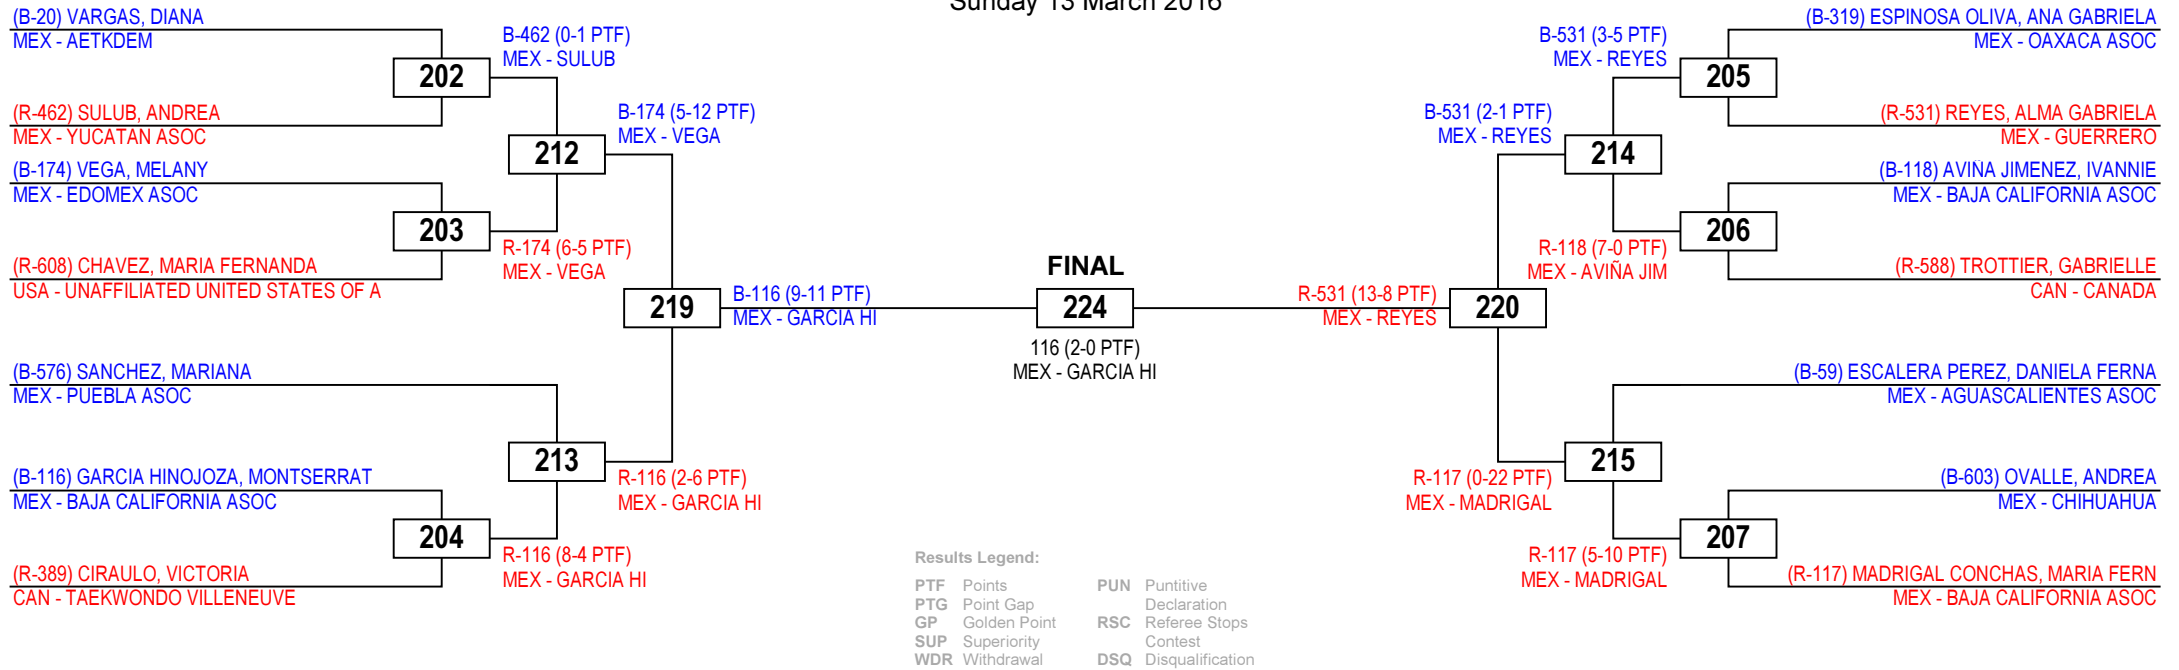 Sunday 13 March 2016
(B-20) VARGAS, DIANA
MEX - AETKDEM
202
(R-462) SULUB, ANDREA
MEX - YUCATAN ASOC
(B-174) VEGA, MELANY
MEX - EDOMEX ASOC
203
(R-608) CHAVEZ, MARIA FERNANDA
USA - UNAFFILIATED UNITED STATES OF A
(B-576) SANCHEZ, MARIANA
MEX - PUEBLA ASOC
(B-116) GARCIA HINOJOZA, MONTSERRAT
MEX - BAJA CALIFORNIA ASOC
204
(R-389) CIRAULO, VICTORIA
CAN - TAEKWONDO VILLENEUVE
B-462 (0-1 PTF)
MEX - SULUB
212
R-174 (6-5 PTF)
MEX - VEGA
213
R-116 (8-4 PTF)
MEX - GARCIA HI
B-174 (5-12 PTF)
MEX - VEGA
219
R-116 (2-6 PTF)
MEX - GARCIA HI
B-116 (9-11 PTF)
MEX - GARCIA HI
FINAL
224
116 (2-0 PTF)
MEX - GARCIA HI
R-531 (13-8 PTF)
MEX - REYES
220
B-531 (2-1 PTF)
MEX - REYES
R-117 (0-22 PTF)
MEX - MADRIGAL
B-531 (3-5 PTF)
MEX - REYES
214
R-118 (7-0 PTF)
MEX - AVIÑA JIM
215
R-117 (5-10 PTF)
MEX - MADRIGAL
(B-319) ESPINOSA OLIVA, ANA GABRIELA
MEX - OAXACA ASOC
205
(R-531) REYES, ALMA GABRIELA
MEX - GUERRERO
(B-118) AVIÑA JIMENEZ, IVANNIE
MEX - BAJA CALIFORNIA ASOC
206
(R-588) TROTTIER, GABRIELLE
CAN - CANADA
(B-59) ESCALERA PEREZ, DANIELA FERNA
MEX - AGUASCALIENTES ASOC
(B-603) OVALLE, ANDREA
MEX - CHIHUAHUA
207
(R-117) MADRIGAL CONCHAS, MARIA FERN
MEX - BAJA CALIFORNIA ASOC
Results Legend:
PTF Points
PTG Point Gap
GP Golden Point
SUP Superiority
WDR Withdrawal
PUN Puntitive
Declaration
RSC Referee Stops
Contest
DSQ Disqualification